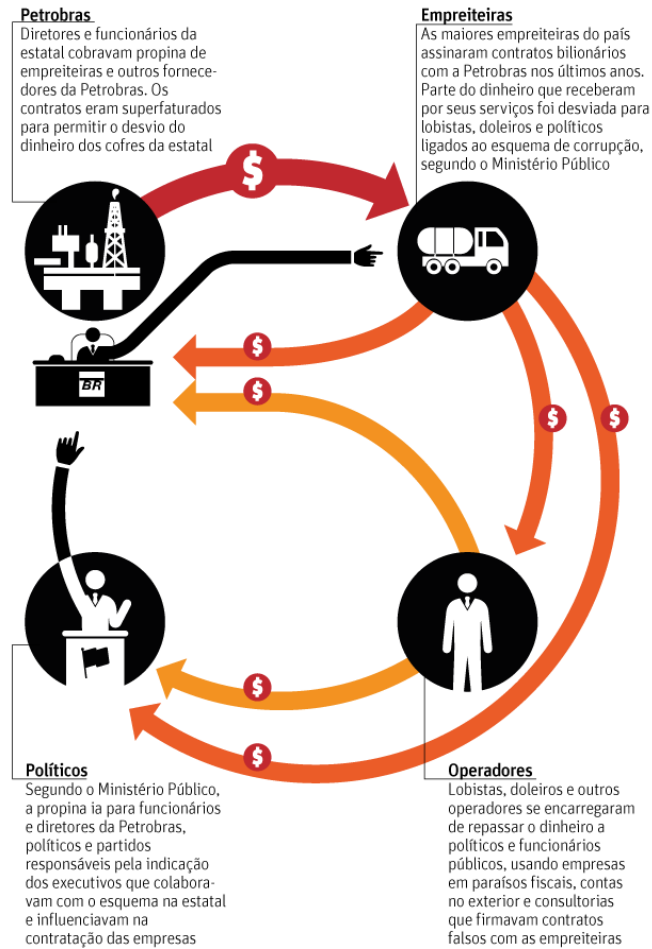 Petrobras
Diretores e funcionários da
estatal cobravam propina de
empreiteiras e outros fornece-
dores da Petrobras. Os
contratos eram superfaturados
para permitir o desvio do
dinheiro dos cofres da estatal
Empreiteiras
As maiores empreiteiras do país
assinaram contratos bilionários
com a Petrobras nos últimos anos.
Parte do dinheiro que receberam
por seus serviços foi desviada para
lobistas, doleiros e políticos
ligados ao esquema de corrupção,
segundo o Ministério Público
$
$
BR
$
$
$
$
$
Políticos
Segundo o Ministério Público,
a propina ia para funcionários
e diretores da Petrobras,
políticos e partidos
responsáveis pela indicação
dos executivos que colabora-
vam com o esquema na estatal
e influenciavam na
contratação das empresas
Operadores
Lobistas, doleiros e outros
operadores se encarregaram
de repassar o dinheiro a
políticos e funcionários
públicos, usando empresas
em paraísos fiscais, contas
no exterior e consultorias
que firmavam contratos
falsos com as empreiteiras